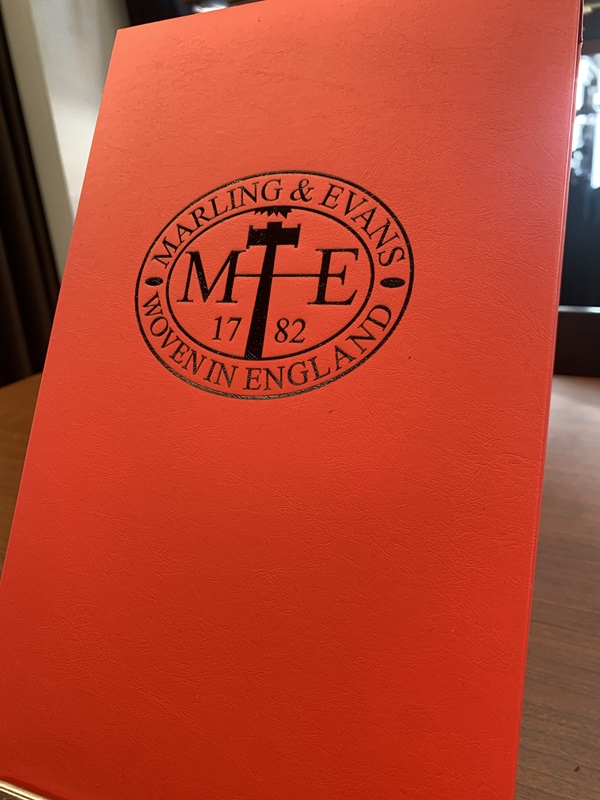 MARLING & EVANS
M E
17 82
WOVEN IN ENGLAND